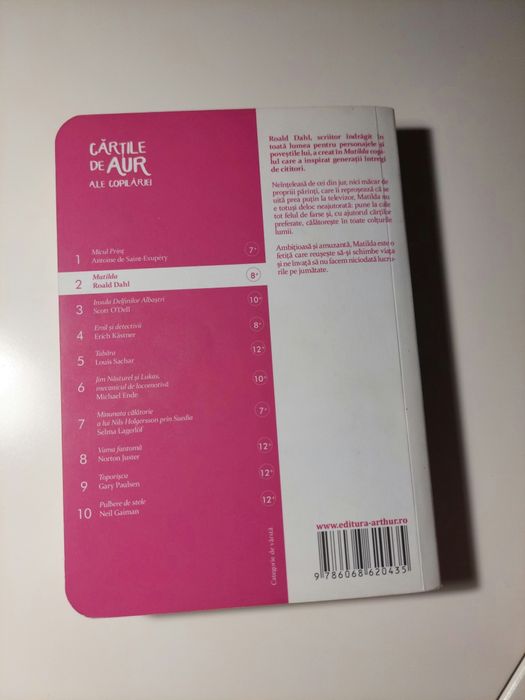 CĂRȚILE
DE AUR
ALE COPILĂRIEI
1 Micul Prinț
Antoine de Saint-Exupéry 7+
2 Matilda
Roald Dahl 8+
3 Insula Delfinilor Albaștri
Scott O'Dell 10+
4 Emil și detectivii
Erich Kästner 8+
5 Tabăra
Louis Sachar 12+
6 Jim Năsturel și Lukas,
mecanicul de locomotivă
Michael Ende 10+
7 Minunata călătorie
a lui Nils Holgersson prin Suedia
Selma Lagerlöf 7+
8 Vama fantomă
Norton Juster 12+
9 Toporișca
Gary Paulsen 12+
10 Pulbere de stele
Neil Gaiman 12+
Categorie de vârstă
Roald Dahl, scriitor îndrăgit în
toată lumea pentru personajele și
poveștile lui, a creat în Matilda copi-
lul care a inspirat generații întregi
de cititori.
Neînțeleasă de cei din jur, nici măcar de
propriii părinți, care îi reproșează că se
uită prea puțin la televizor, Matilda nu
e totuși deloc neajutorată: pune la cale
tot felul de farse și, cu ajutorul cărților
preferate, călătorește în toate colțurile
lumii.
Ambițioasă și amuzantă, Matilda este o
fetiță care reușește să-și schimbe viața
și ne învață să nu facem niciodată lucru-
rile pe jumătate.
www.editura-arthur.ro
9 786068 620435